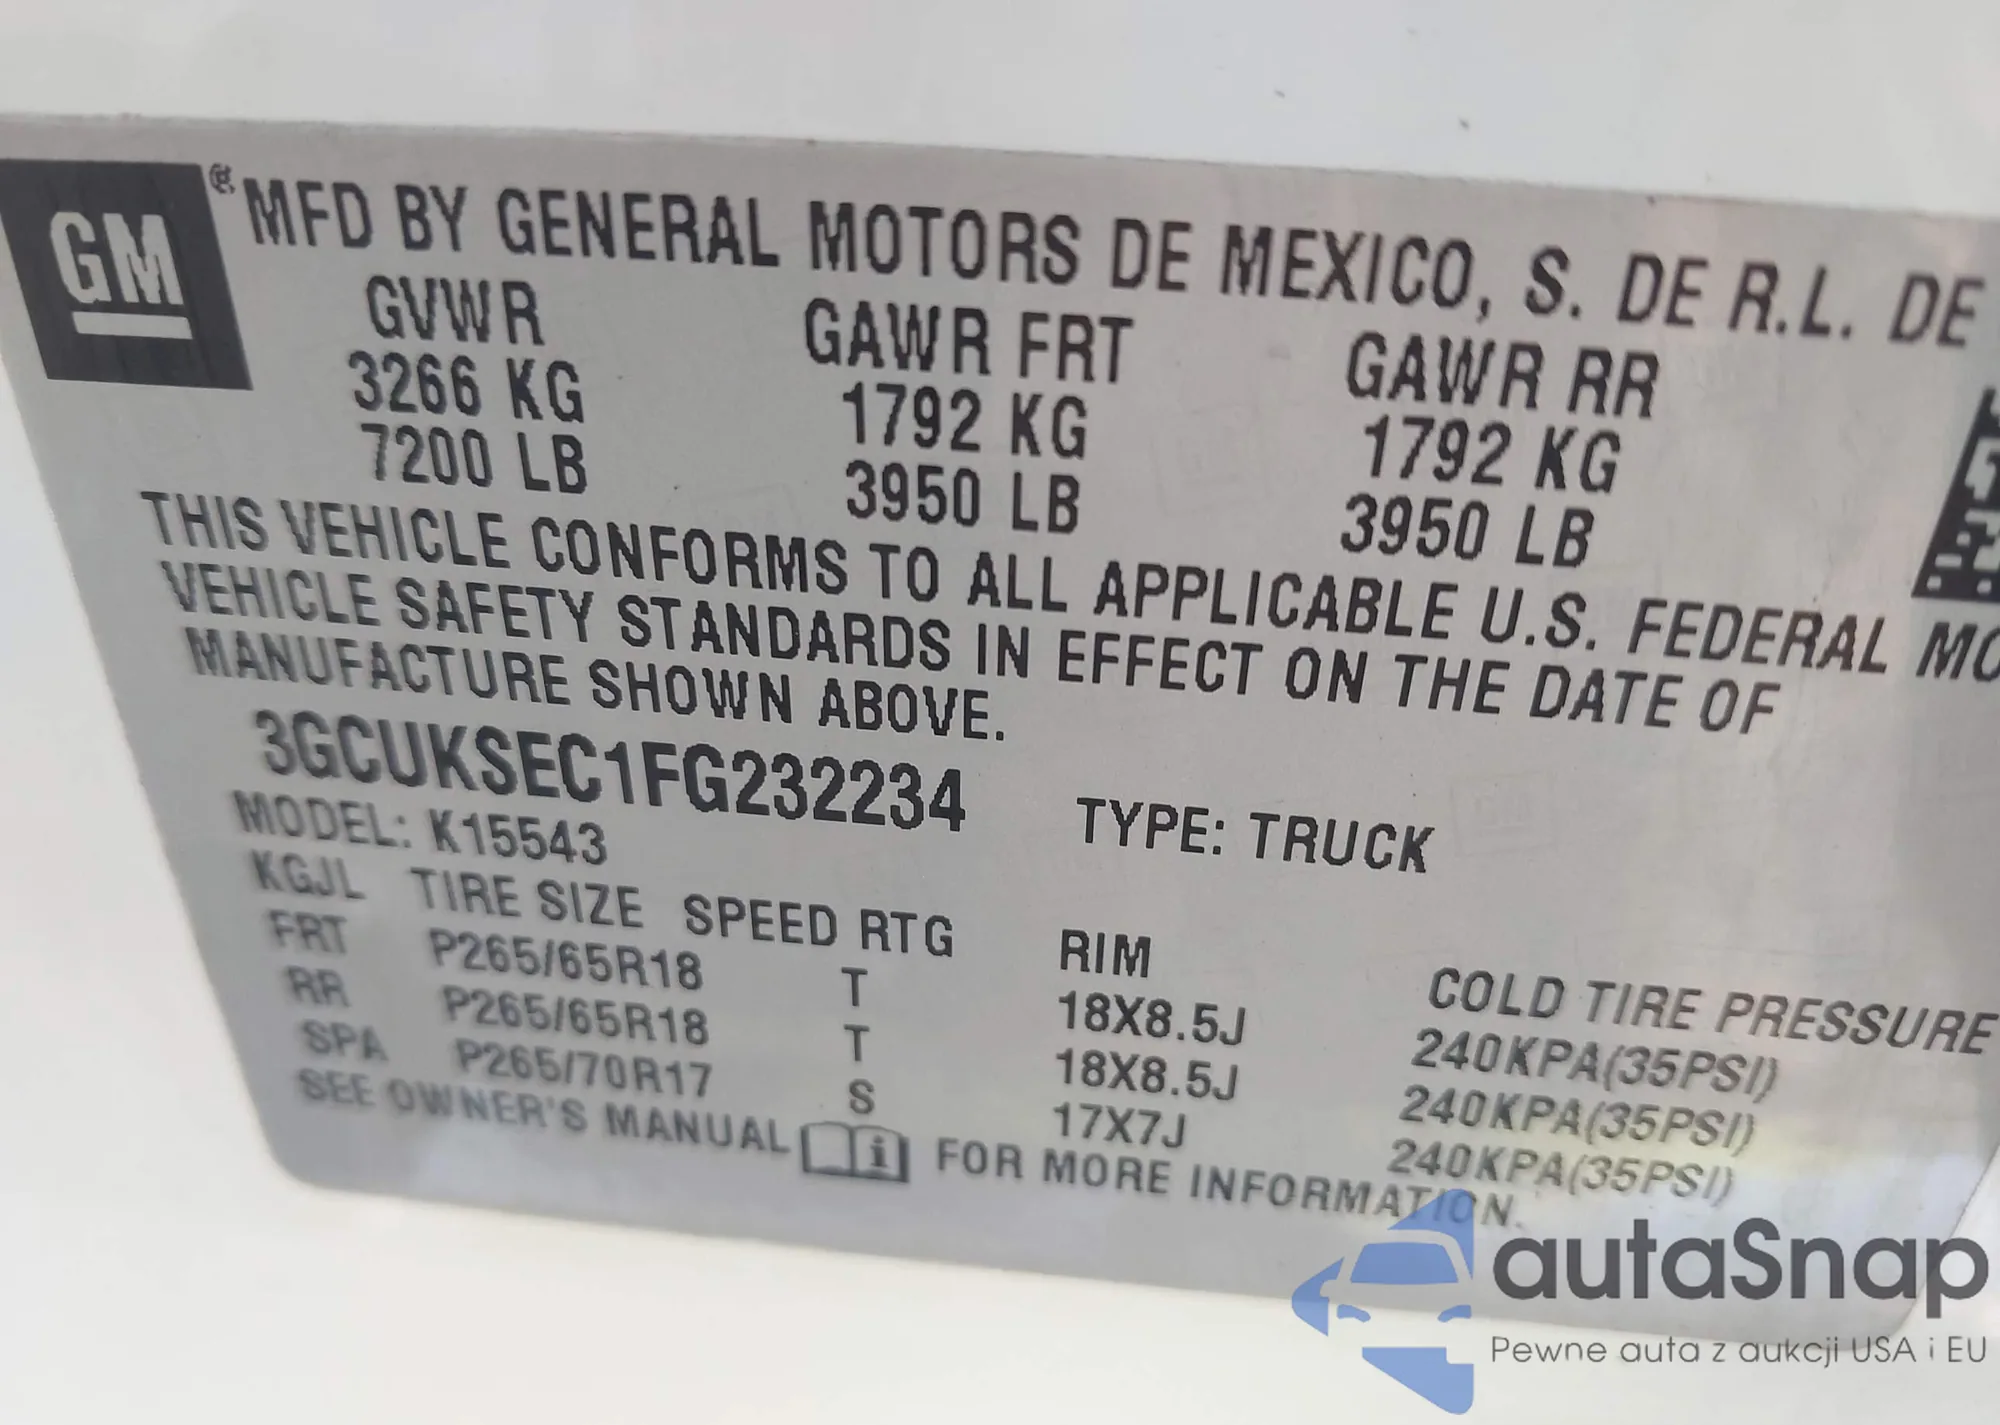 GM ® MFD BY GENERAL MOTORS DE MEXICO, S. DE R.L. DE
GVWR GAWR FRT GAWR RR
3266 KG 1792 KG 1792 KG
7200 LB 3950 LB 3950 LB
THIS VEHICLE CONFORMS TO ALL APPLICABLE U.S. FEDERAL MO
VEHICLE SAFETY STANDARDS IN EFFECT ON THE DATE OF
MANUFACTURE SHOWN ABOVE.
3GCUKSEC1FG232234 TYPE: TRUCK
MODEL: K15543
KGJL TIRE SIZE SPEED RTG RIM COLD TIRE PRESSURE
FRT P265/65R18 T 18X8.5J 240KPA(35PSI)
RR P265/65R18 T 18X8.5J 240KPA(35PSI)
SPA P265/70R17 S 17X7J 240KPA(35PSI)
SEE OWNER'S MANUAL i FOR MORE INFORMATION.
autaSnap
Pewne auta z aukcji USA i EU